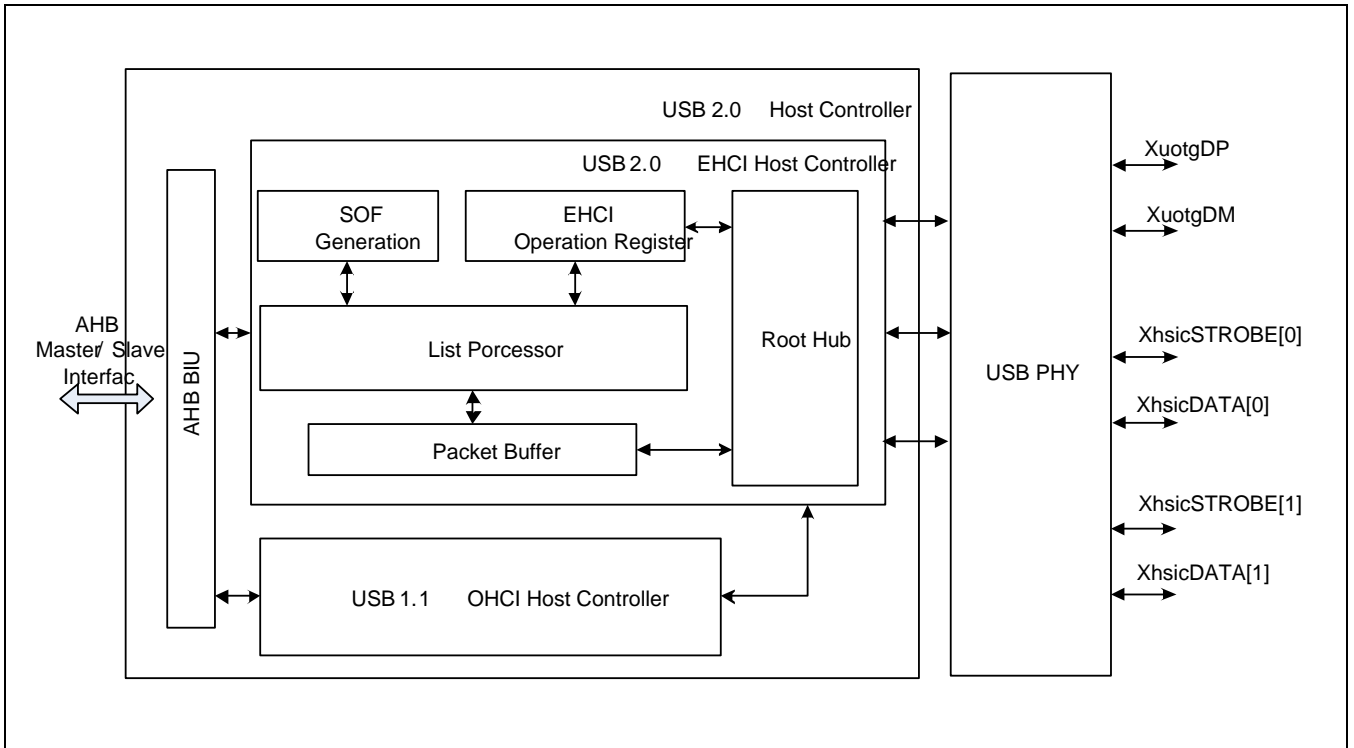 USB 2.0 Host Controller
USB 2.0 EHCI Host Controller
SOF
Generation
EHCI
Operation Register
List Porcessor
Packet Buffer
Root Hub
AHB
Master/ Slave
Interfac
AHB BIU
USB 1.1 OHCI Host Controller
USB PHY
XuotgDP
XuotgDM
XhsicSTROBE[0]
XhsicDATA[0]
XhsicSTROBE[1]
XhsicDATA[1]